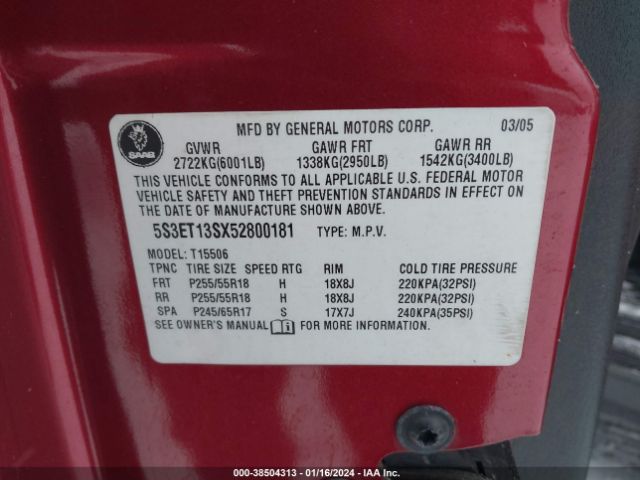 MFD BY GENERAL MOTORS CORP. 03/05
SAAB
GVWR GAWR FRT GAWR RR
2722KG(6001LB) 1338KG(2950LB) 1542KG(3400LB)
THIS VEHICLE CONFORMS TO ALL APPLICABLE U.S. FEDERAL MOTOR
VEHICLE SAFETY AND THEFT PREVENTION STANDARDS IN EFFECT ON
THE DATE OF MANUFACTURE SHOWN ABOVE.
5S3ET13SX52800181 TYPE: M.P.V.
MODEL: T15506
TPNC TIRE SIZE SPEED RTG RIM COLD TIRE PRESSURE
FRT P255/55R18 H 18X8J 220KPA(32PSI)
RR P255/55R18 H 18X8J 220KPA(32PSI)
SPA P245/65R17 S 17X7J 240KPA(35PSI)
SEE OWNER'S MANUAL i FOR MORE INFORMATION.
000-38504313 - 01/16/2024 - IAA Inc.